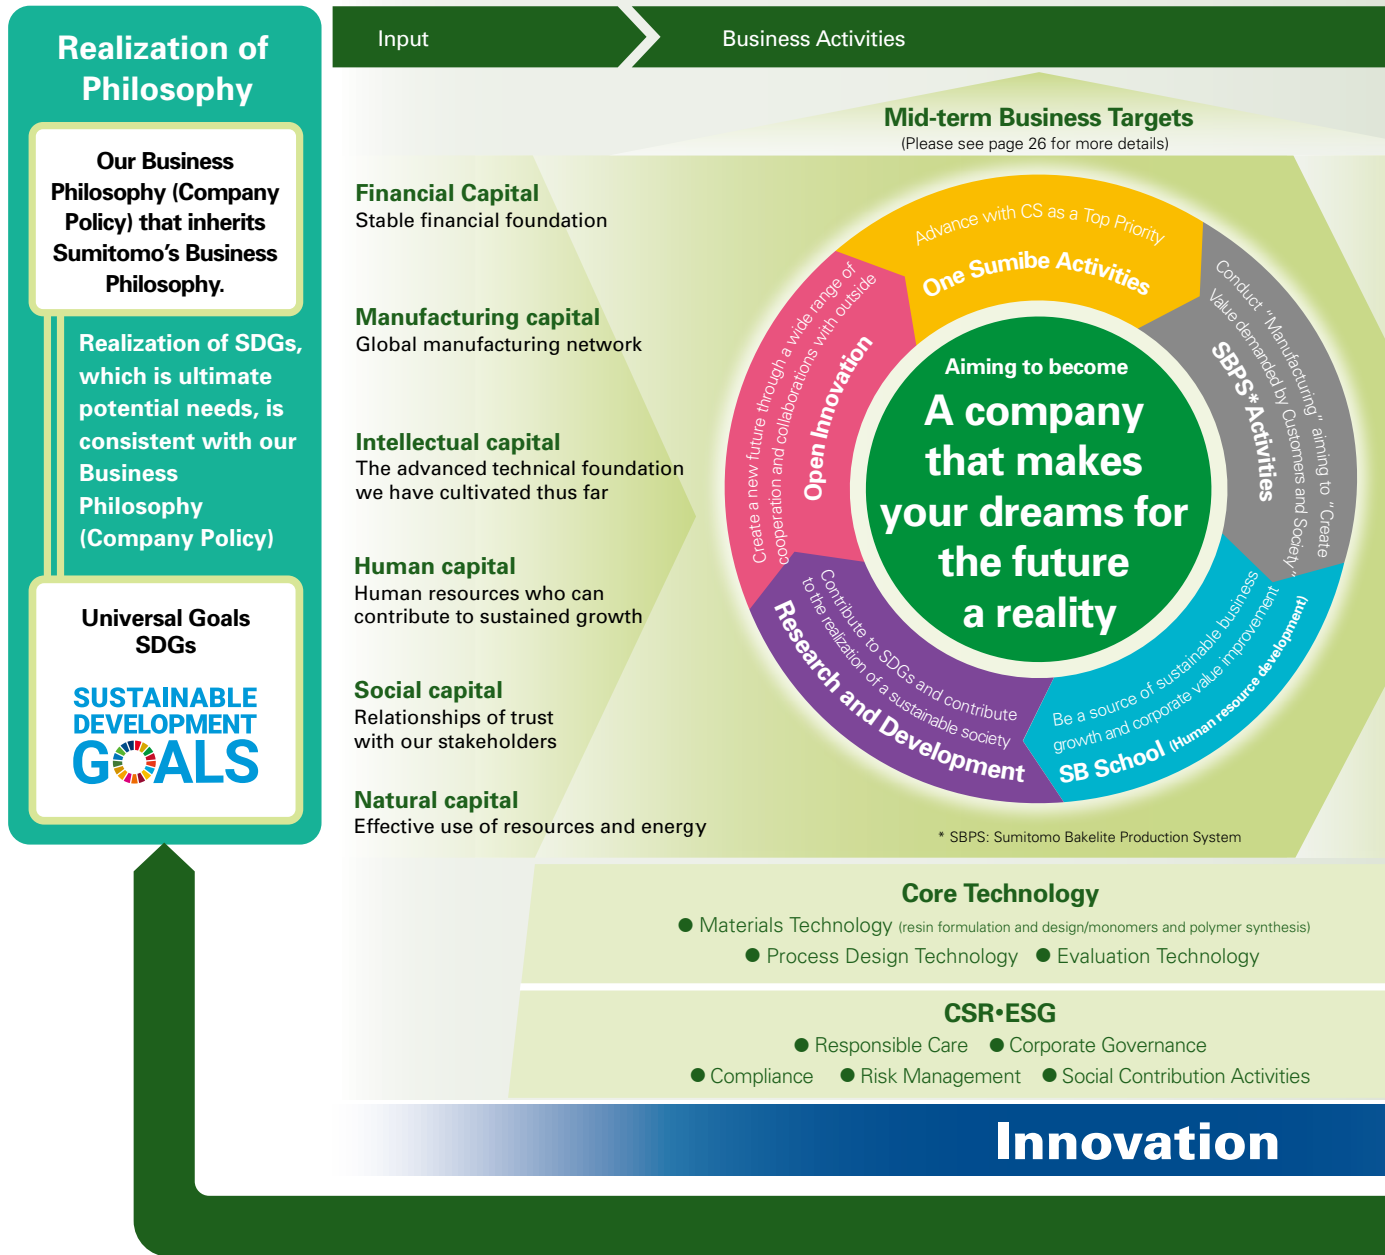 Realization of
Philosophy
Our Business
Philosophy (Company
Policy) that inherits
Sumitomo's Business
Philosophy.
Realization of SDGs,
which is ultimate
potential needs, is
consistent with our
Business
Philosophy
(Company Policy)
Universal Goals
SDGs
SUSTAINABLE
DEVELOPMENT
GOALS
Input
Business Activities
Mid-term Business Targets
(Please see page 26 for more details)
Financial Capital
Stable financial foundation
Manufacturing capital
Global manufacturing network
Intellectual capital
The advanced technical foundation
we have cultivated thus far
Human capital
Human resources who can
contribute to sustained growth
Social capital
Relationships of trust
with our stakeholders
Natural capital
Effective use of resources and energy
Advance with CS as a Top Priority
One Sumibe Activities
Conduct "Manufacturing" aiming to "Create
Value demanded by Customers and Society"
SBPS*Activities
Be a source of sustainable business
growth and corporate value improvement
SB School (Human resource development)
Contribute to SDGs and contribute
to the realization of a sustainable society
Research and Development
Create a new future through a wide range of
cooperation and collaborations with outside
Open Innovation
Aiming to become
A company
that makes
your dreams for
the future
a reality
* SBPS: Sumitomo Bakelite Production System
Core Technology
● Materials Technology (resin formulation and design/monomers and polymer synthesis)
● Process Design Technology ● Evaluation Technology
CSR•ESG
● Responsible Care ● Corporate Governance
● Compliance ● Risk Management ● Social Contribution Activities
Innovation